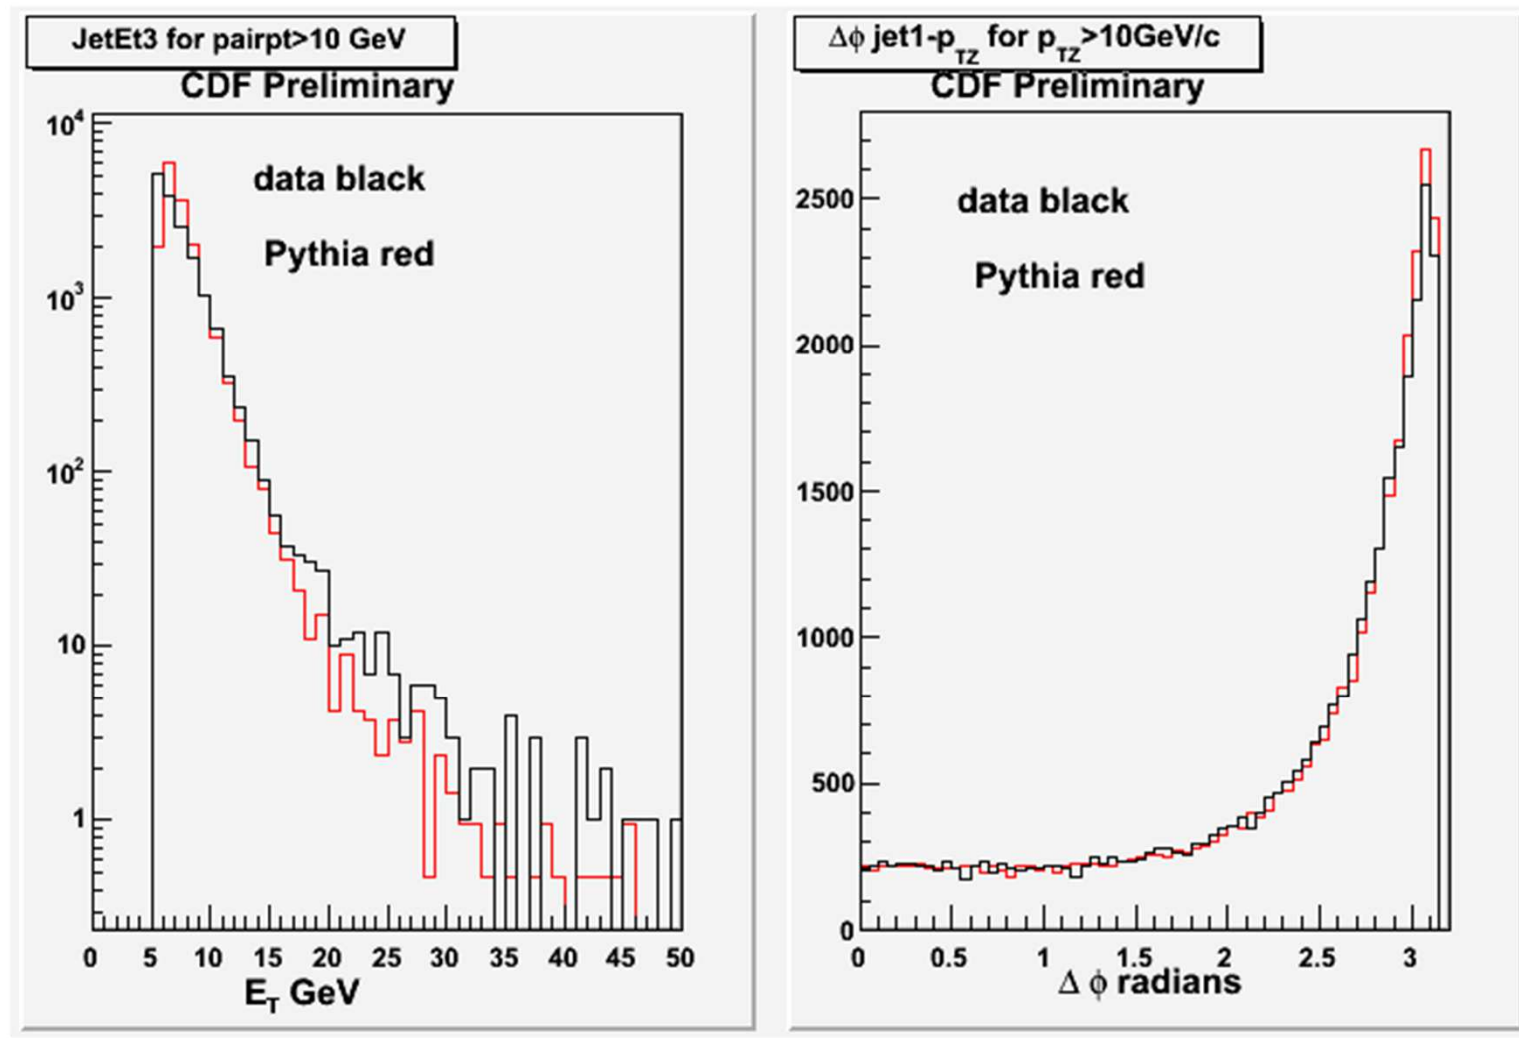 JetEt3 for pairpt>10 GeV
CDF Preliminary
10⁴
10³
10²
10
1
data black
Pythia red
0 5 10 15 20 25 30 35 40 45 50
E_T GeV
Δϕ jet1-p_TZ for p_TZ>10GeV/c
CDF Preliminary
2500
2000
1500
1000
500
0
data black
Pythia red
0 0.5 1 1.5 2 2.5 3
Δ ϕ radians